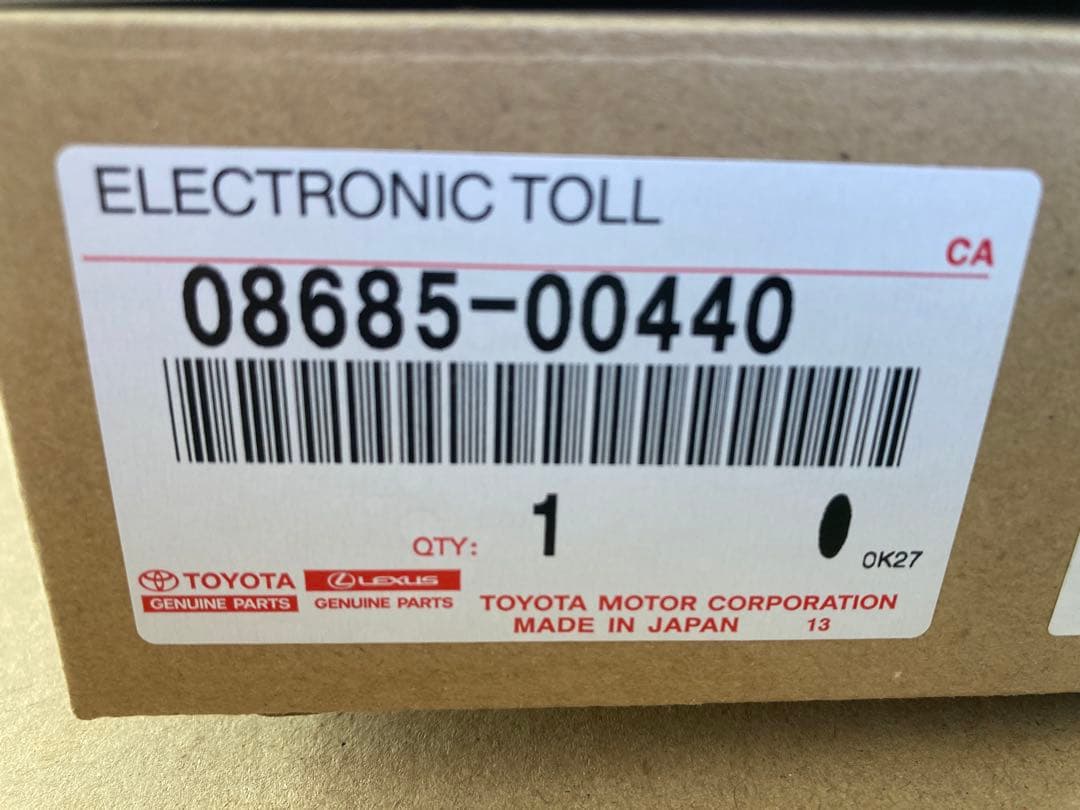 ELECTRONIC TOLL
CA
08685-00440
QTY: 1
0K27
TOYOTA LEXUS
GENUINE PARTS GENUINE PARTS
TOYOTA MOTOR CORPORATION
MADE IN JAPAN 13